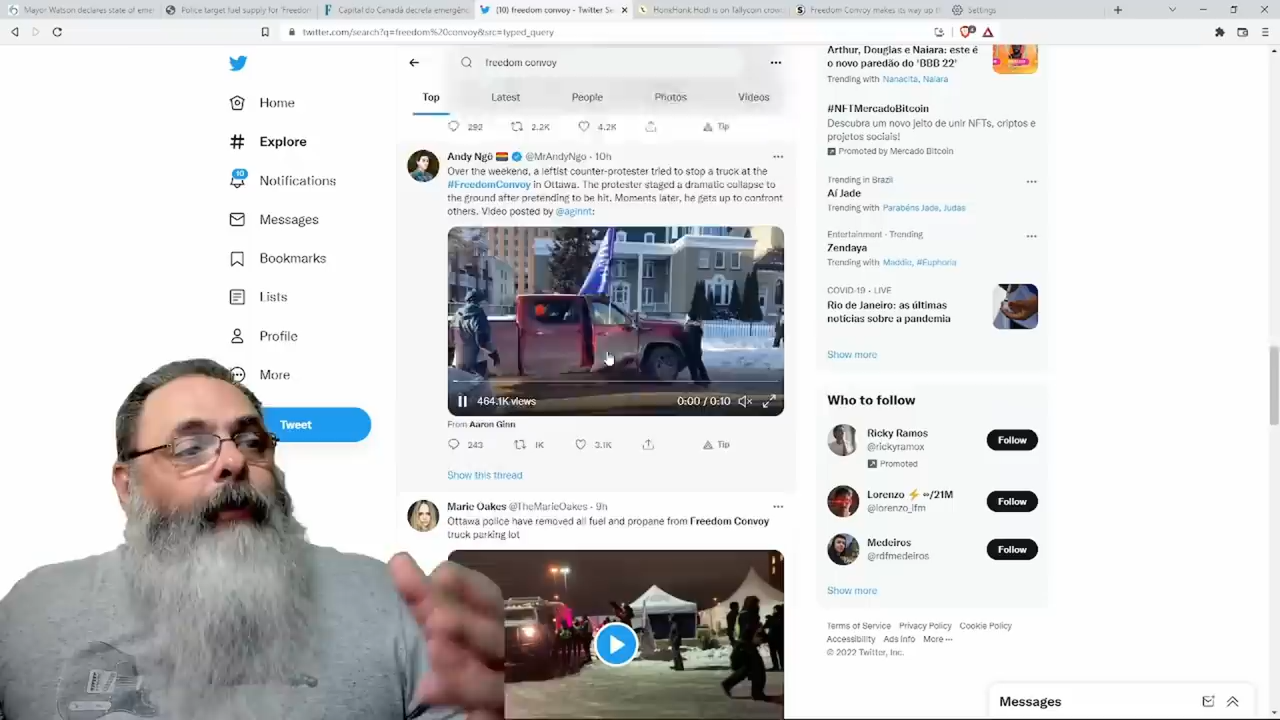 Mayor Watson declares state of emer
Police target fuel supply for 'Freedom
Capital do Canadá decreta emergênc
(10) freedom convoy - Twitter Se
HonkHonk.Hodl on Tallycoin crowd
Freedom Convoy makes its way up th
Settings
twitter.com/search?q=freedom%20convoy&src=typed_query
freedom convoy
Top
Latest
People
Photos
Videos
Home
Explore
10
Notifications
Messages
Bookmarks
Lists
Profile
More
Tweet
292
2.2K
4.2K
Tip
Andy Ngô @MrAndyNgo · 10h
Over the weekend, a leftist counter-protester tried to stop a truck at the
#FreedomConvoy in Ottawa. The protester staged a dramatic collapse to
the ground after pretending to be hit. Moments later, he gets up to confront
others. Video posted by @aginnt:
464.1K views
0:00 / 0:10
From Aaron Ginn
243
1K
3.1K
Tip
Show this thread
Marie Oakes @TheMarieOakes · 9h
Ottawa police have removed all fuel and propane from Freedom Convoy
truck parking lot
Arthur, Douglas e Naiara: este é
o novo paredão do 'BBB 22'
Trending with Nanacita, Naiara
#NFTMercadoBitcoin
Descubra um novo jeito de unir NFTs, criptos e
projetos sociais!
Promoted by Mercado Bitcoin
Trending in Brazil
Aí Jade
Trending with Parabéns Jade, Judas
Entertainment · Trending
Zendaya
Trending with Maddie, #Euphoria
COVID-19 · LIVE
Rio de Janeiro: as últimas
notícias sobre a pandemia
Show more
Who to follow
Ricky Ramos
@rickyramox
Promoted
Follow
Lorenzo ⚡ ∞/21M
@lorenzo_lfm
Follow
Medeiros
@rdfmedeiros
Follow
Show more
Terms of Service Privacy Policy Cookie Policy
Accessibility Ads info More ···
© 2022 Twitter, Inc.
Messages